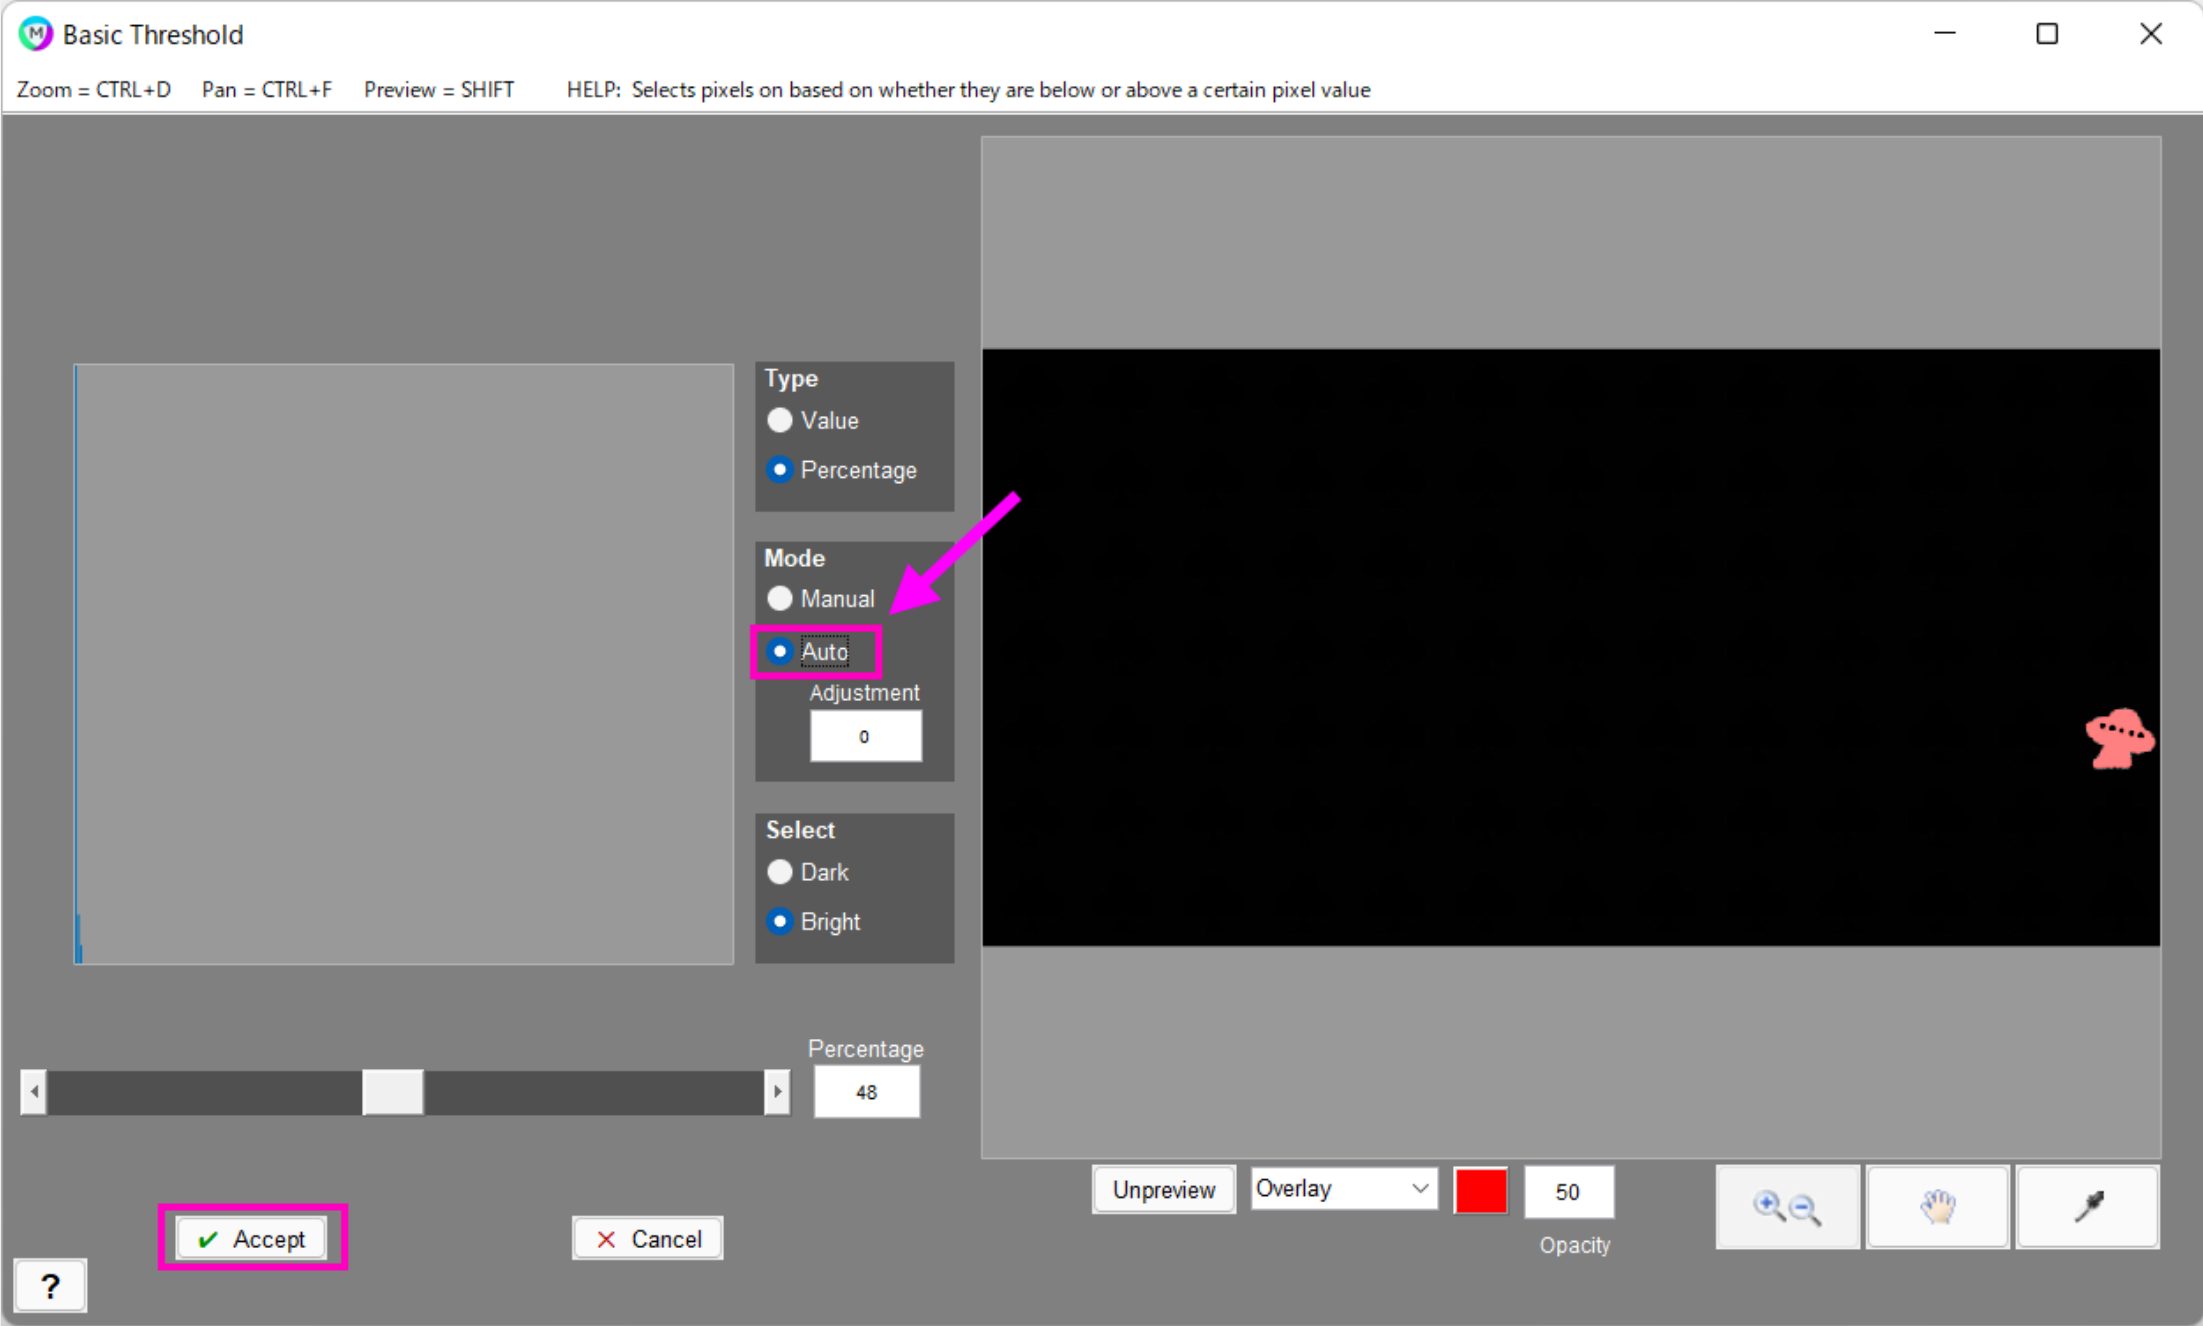 Basic Threshold
Zoom = CTRL+D Pan = CTRL+F Preview = SHIFT HELP: Selects pixels on based on whether they are below or above a certain pixel value
Type
Value
Percentage
Mode
Manual
Auto
Adjustment
0
Select
Dark
Bright
Percentage
48
Unpreview Overlay 50
Opacity
Accept Cancel
?